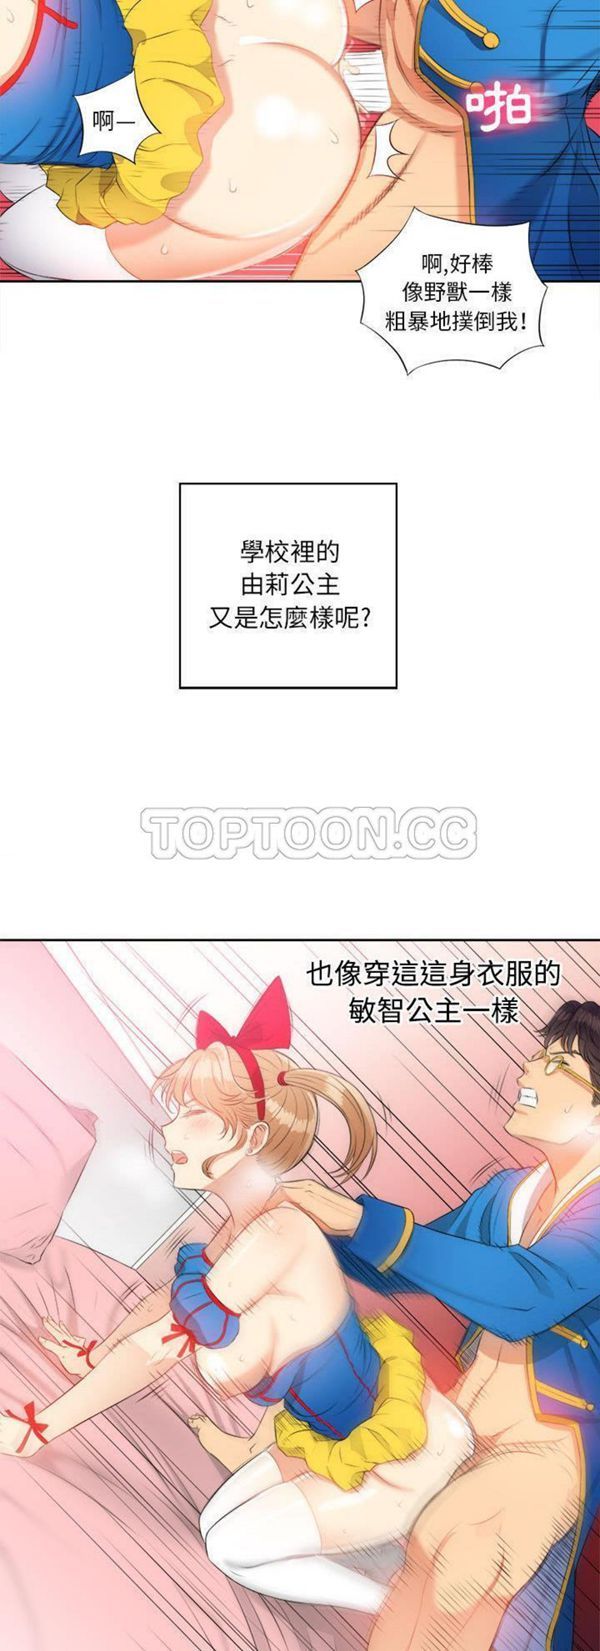 啊—
啪
啊,好棒
像野獸一樣
粗暴地撲倒我!
學校裡的
由莉公主
又是怎麼樣呢?
TOPTOON.CC
也像穿這這身衣服的
敏智公主一樣